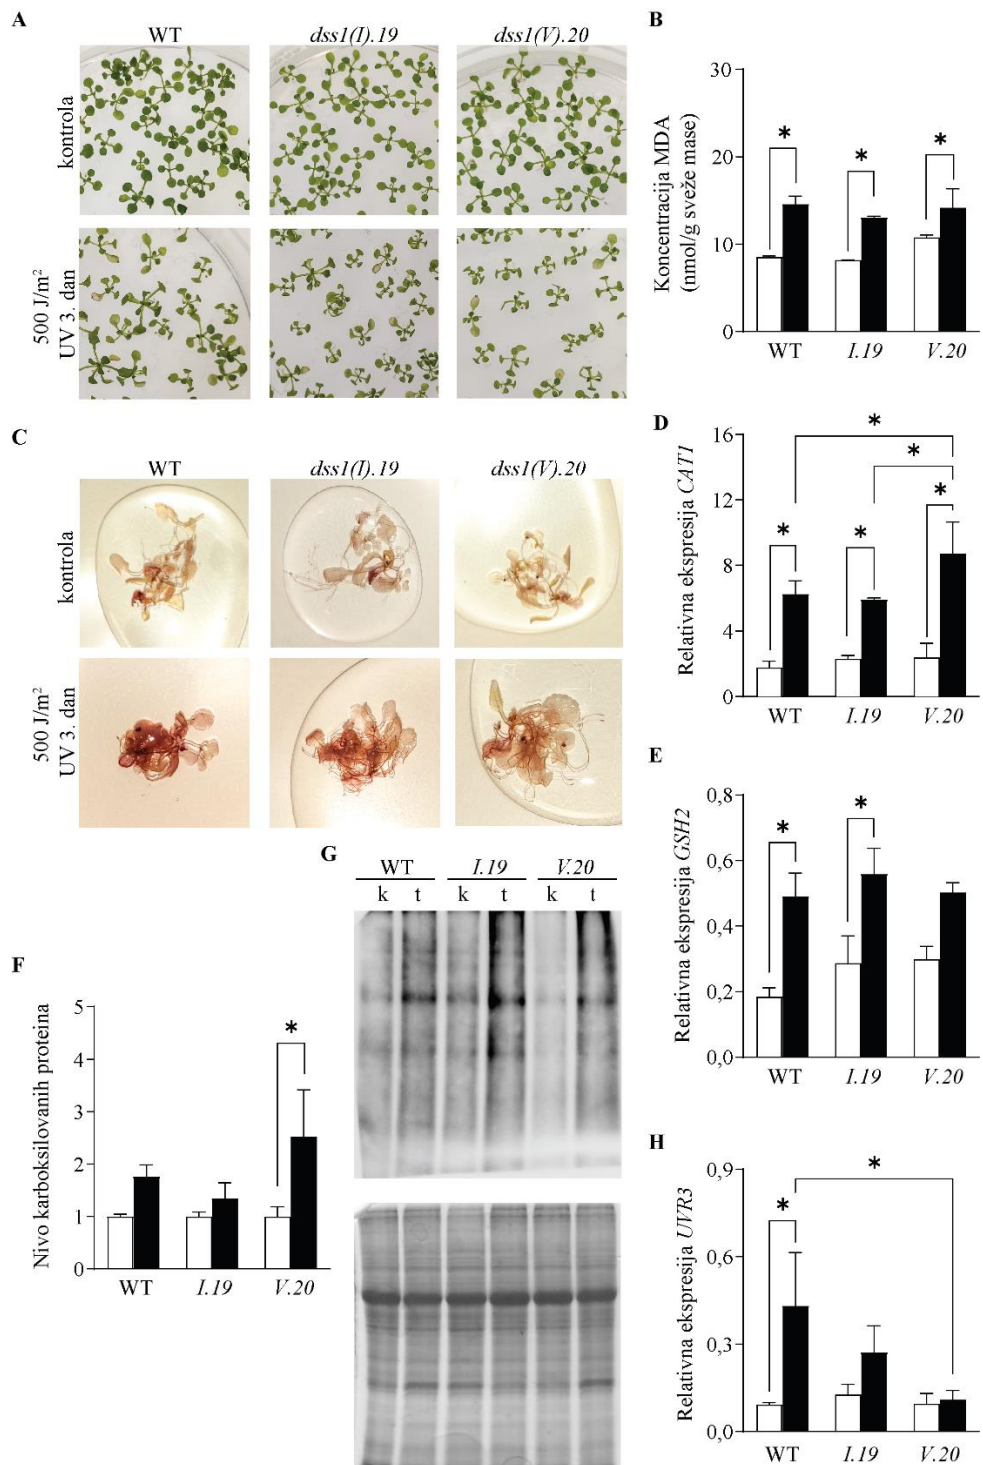 A
WT
dss1(I).19
dss1(V).20
kontrola
500 J/m²
UV 3. dan
B
Koncentracija MDA
(nmol/g sveže mase)
30
20
10
0
*
*
*
WT
I.19
V.20
C
WT
dss1(I).19
dss1(V).20
kontrola
500 J/m²
UV 3. dan
D
Relativna ekspresija CAT1
16
12
8
4
0
*
*
*
*
*
WT
I.19
V.20
E
Relativna ekspresija GSH2
0,8
0,6
0,4
0,2
0,0
*
*
WT
I.19
V.20
F
Nivo karboksilovanih proteina
5
4
3
2
1
0
*
WT
I.19
V.20
G
WT
I.19
V.20
k t k t k t
H
Relativna ekspresija UVR3
0,9
0,6
0,3
0,0
*
*
WT
I.19
V.20